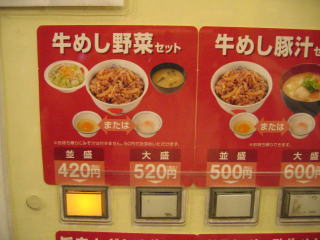 牛めし野菜セット
または
並盛
大盛
420円
520円
牛めし豚汁セ
または
並盛
大盛
500円
600円